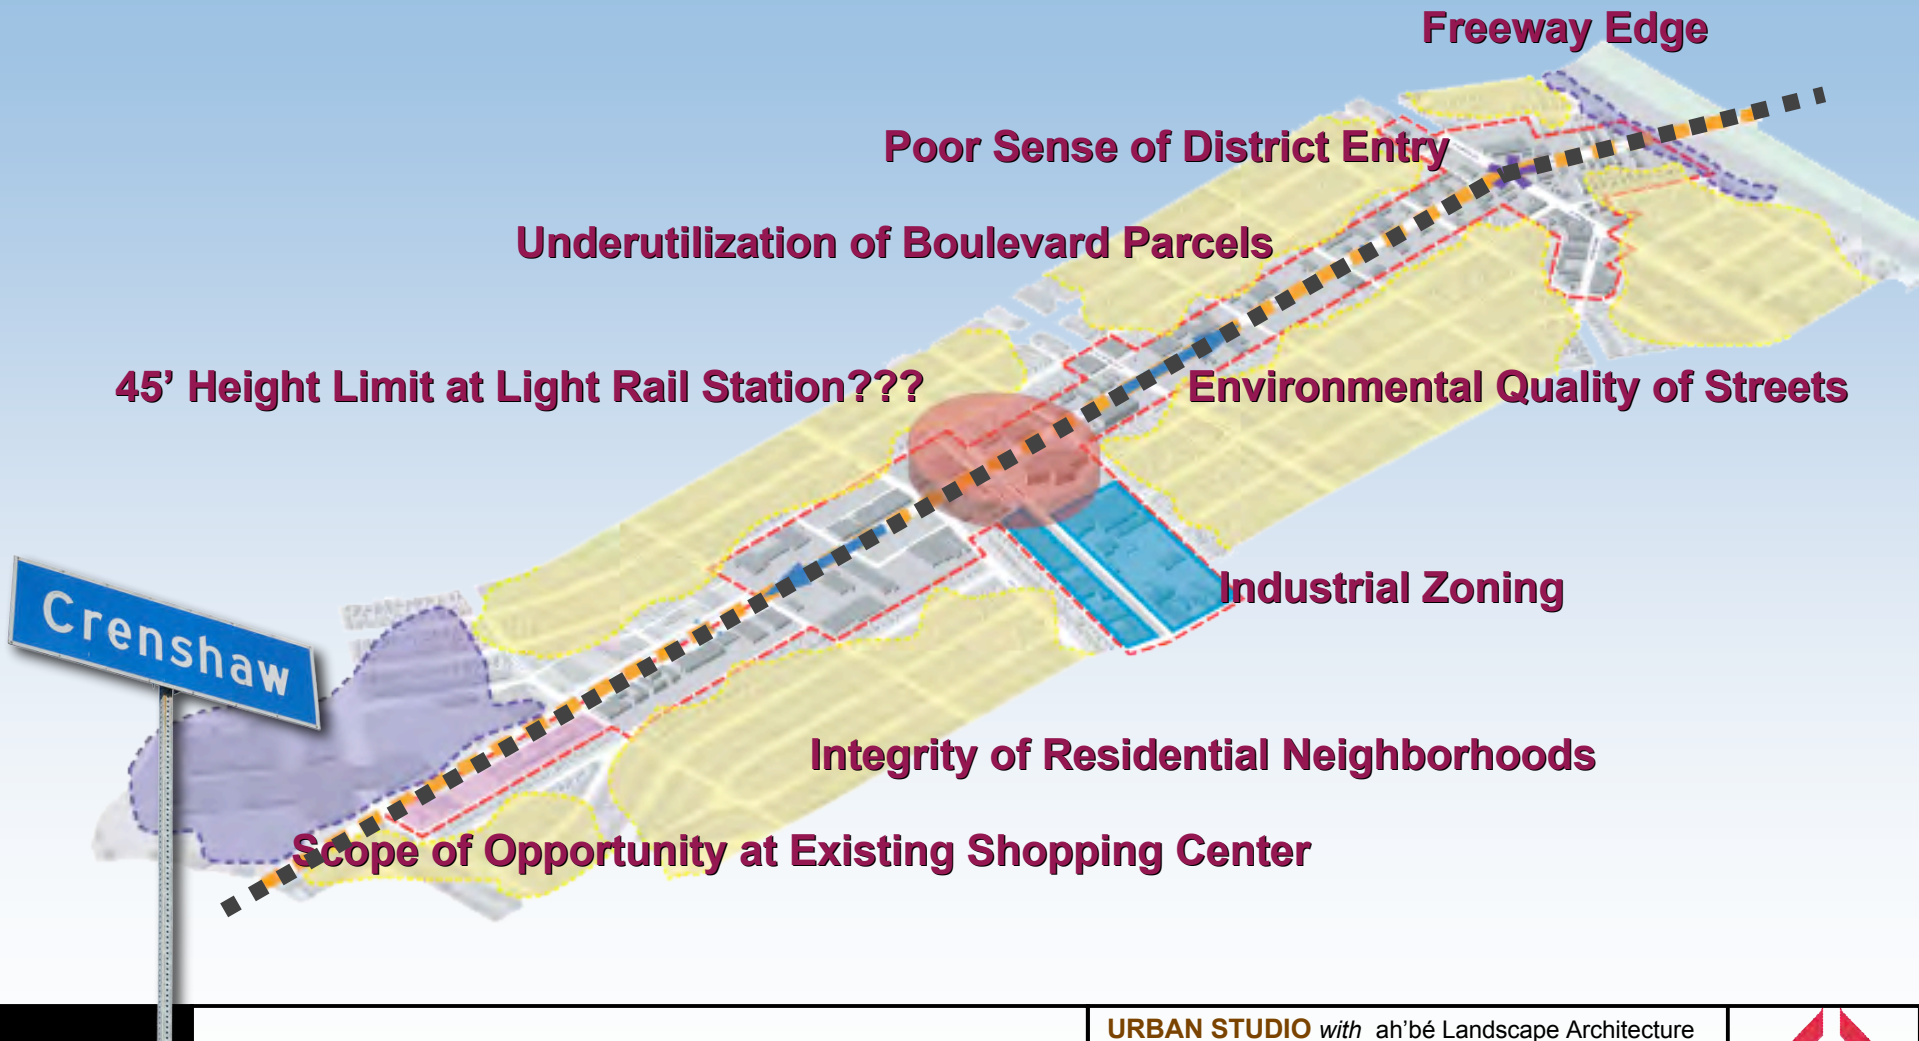 Freeway Edge
Poor Sense of District Entry
Underutilization of Boulevard Parcels
45’ Height Limit at Light Rail Station???
Environmental Quality of Streets
Industrial Zoning
Crenshaw
Integrity of Residential Neighborhoods
Scope of Opportunity at Existing Shopping Center
URBAN STUDIO with ah’bé Landscape Architecture